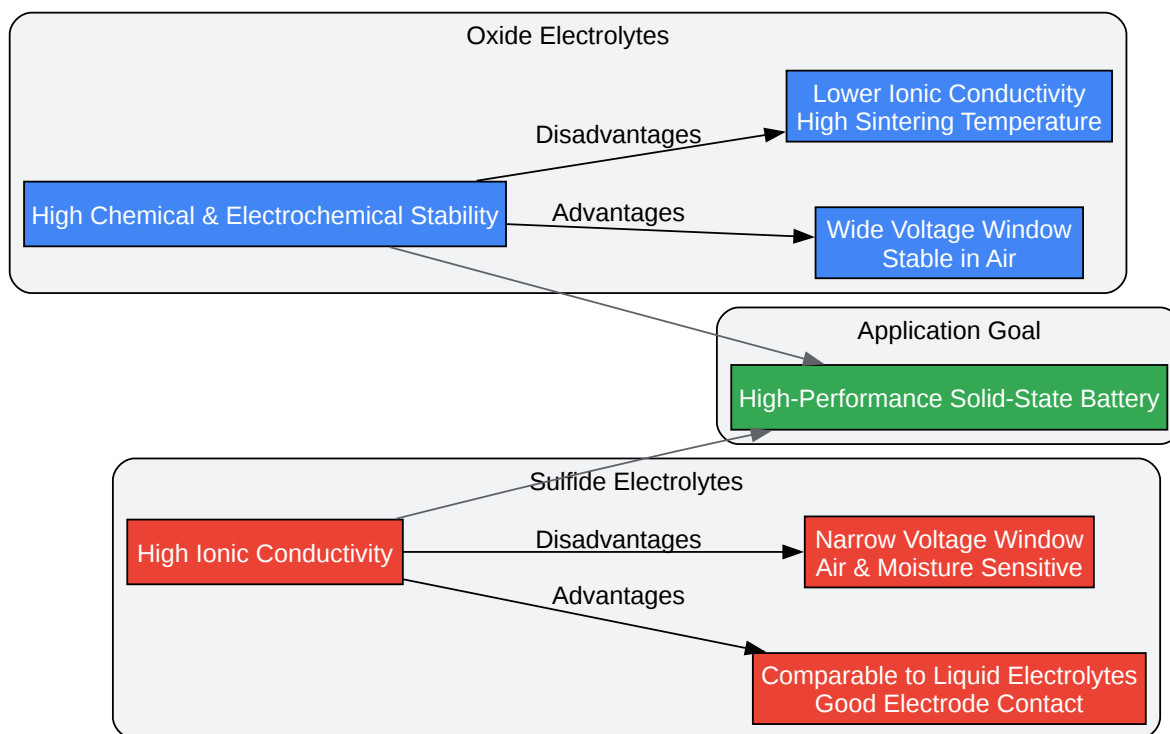 Oxide Electrolytes
Lower Ionic Conductivity
High Sintering Temperature
Disadvantages
High Chemical & Electrochemical Stability
Advantages
Wide Voltage Window
Stable in Air
Application Goal
High-Performance Solid-State Battery
Sulfide Electrolytes
High Ionic Conductivity
Disadvantages
Narrow Voltage Window
Air & Moisture Sensitive
Advantages
Comparable to Liquid Electrolytes
Good Electrode Contact